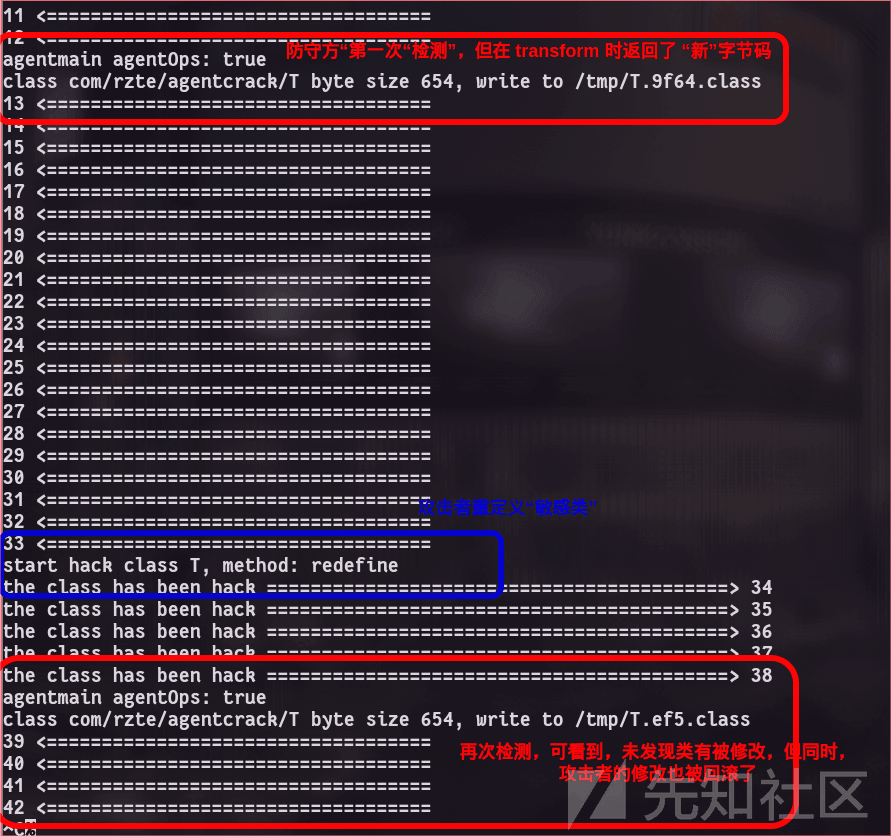 11 <===================================
12 <===================================
防守方“第一次“检测”，但在 transform 时返回了 “新”字节码
agentmain agentOps: true
class com/rzte/agentcrack/T byte size 654, write to /tmp/T.9f64.class
13 <===================================
14 <===================================
15 <===================================
16 <===================================
17 <===================================
18 <===================================
19 <===================================
20 <===================================
21 <===================================
22 <===================================
23 <===================================
24 <===================================
25 <===================================
26 <===================================
27 <===================================
28 <===================================
29 <===================================
30 <===================================
31 <===================================
攻击者重定义“敏感类”
32 <===================================
33 <===================================
start hack class T, method: redefine
the class has been hack ==========================================> 34
the class has been hack ==========================================> 35
the class has been hack ==========================================> 36
the class has been hack ==========================================> 37
the class has been hack ==========================================> 38
agentmain agentOps: true
class com/rzte/agentcrack/T byte size 654, write to /tmp/T.ef5.class
39 <===================================
再次检测，可看到，未发现类有被修改，但同时，
40 <===================================
攻击者的修改也被回滚了
41 <===================================
42 <===================================
先知社区